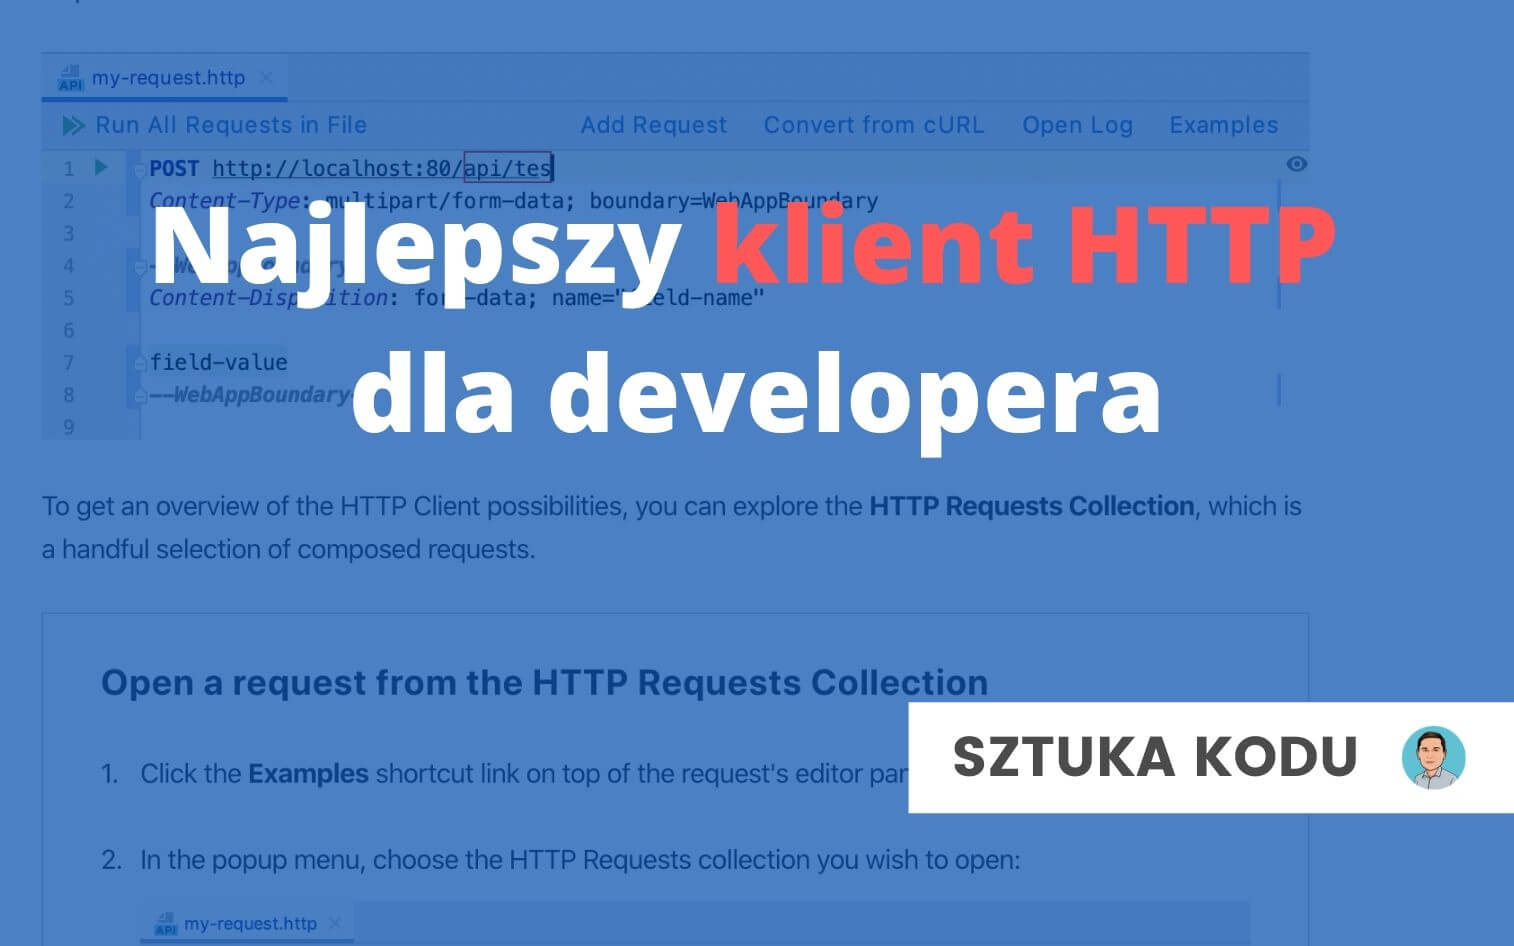 my-request.http
Run All Requests in File Add Request Convert from cURL Open Log Examples
1 POST http://localhost:80/api/tes
2 Content-Type: multipart/form-data; boundary=WebAppBoundary
Najlepszy klient HTTP
3
4
5 Content-Disposition: form-data; name="field-name"
6
dla developera
7 field-value
8 --WebAppBoundary
9
To get an overview of the HTTP Client possibilities, you can explore the HTTP Requests Collection, which is
a handful selection of composed requests.
Open a request from the HTTP Requests Collection
SZTUKA KODU
1. Click the Examples shortcut link on top of the request's editor
2. In the popup menu, choose the HTTP Requests collection you wish to open:
my-request.http